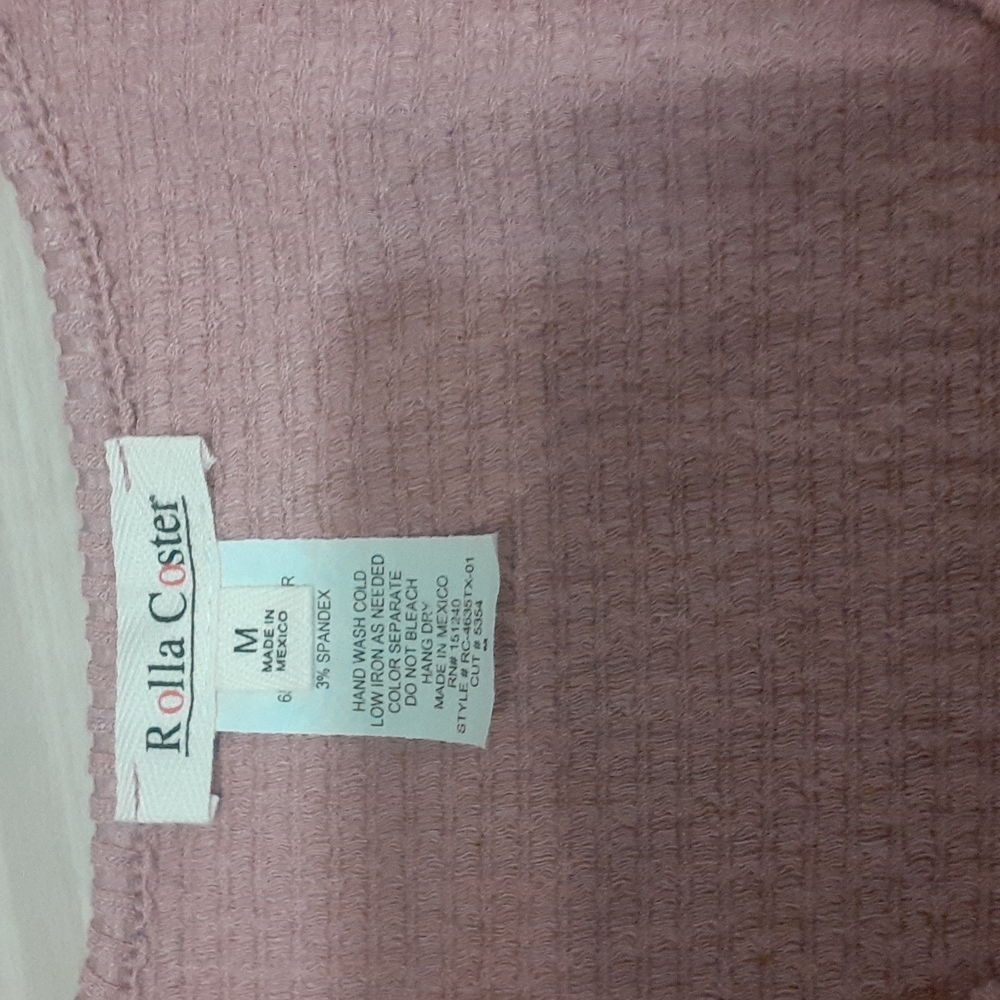 Rolla Coster
M
MADE IN
MEXICO
3% SPANDEX
HAND WASH COLD
LOW IRON AS NEEDED
COLOR SEPARATE
DO NOT BLEACH
HANG DRY
MADE IN MEXICO
RN# 151240
STYLE # RC-4635TX-01
CUT # 5354